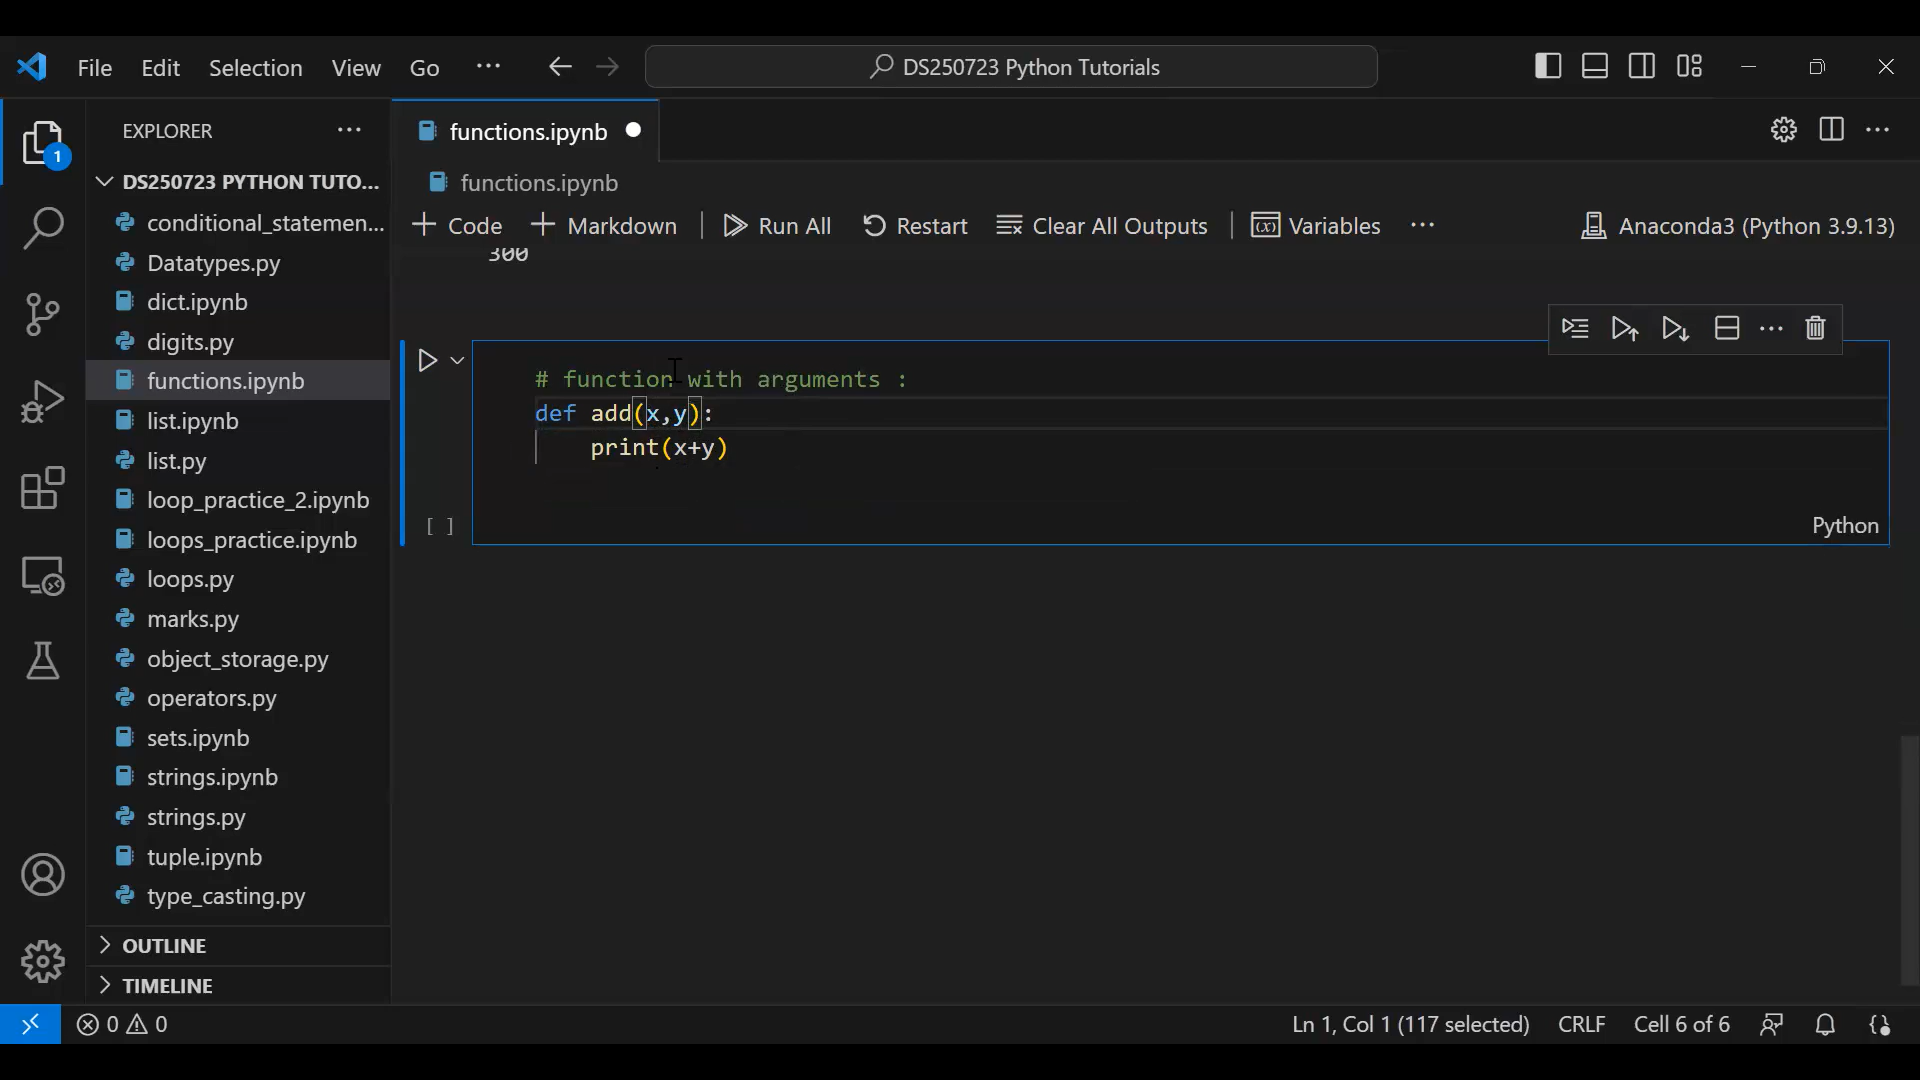 File Edit Selection View Go ··· DS250723 Python Tutorials
EXPLORER ···
functions.ipynb
1
DS250723 PYTHON TUTO...
functions.ipynb
Code Markdown Run All Restart Clear All Outputs Variables ··· Anaconda3 (Python 3.9.13)
300
conditional_statemen...
Datatypes.py
dict.ipynb
digits.py
functions.ipynb
list.ipynb
list.py
loop_practice_2.ipynb
loops_practice.ipynb
loops.py
marks.py
object_storage.py
operators.py
sets.ipynb
strings.ipynb
strings.py
tuple.ipynb
type_casting.py
OUTLINE
TIMELINE
# function with arguments :
def add(x,y):
print(x+y)
[ ]
Python
0 0 Ln 1, Col 1 (117 selected) CRLF Cell 6 of 6